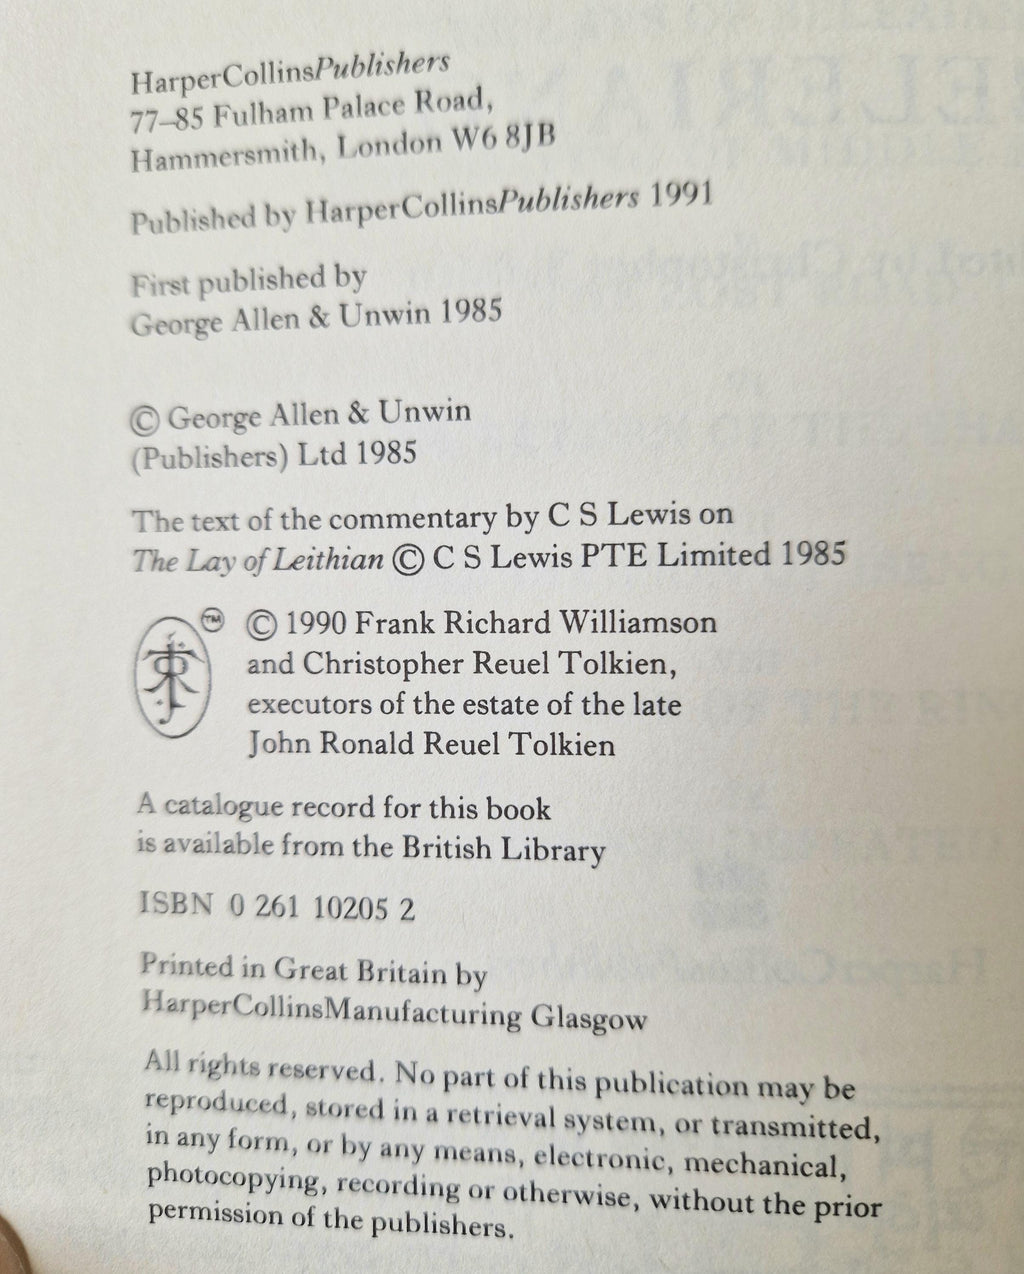 HarperCollinsPublishers
77–85 Fulham Palace Road,
Hammersmith, London W6 8JB
Published by HarperCollinsPublishers 1991
First published by
George Allen & Unwin 1985
© George Allen & Unwin
(Publishers) Ltd 1985
The text of the commentary by C S Lewis on
The Lay of Leithian © C S Lewis PTE Limited 1985
TM
© 1990 Frank Richard Williamson
and Christopher Reuel Tolkien,
executors of the estate of the late
John Ronald Reuel Tolkien
A catalogue record for this book
is available from the British Library
ISBN 0 261 10205 2
Printed in Great Britain by
HarperCollinsManufacturing Glasgow
All rights reserved. No part of this publication may be
reproduced, stored in a retrieval system, or transmitted,
in any form, or by any means, electronic, mechanical,
photocopying, recording or otherwise, without the prior
permission of the publishers.